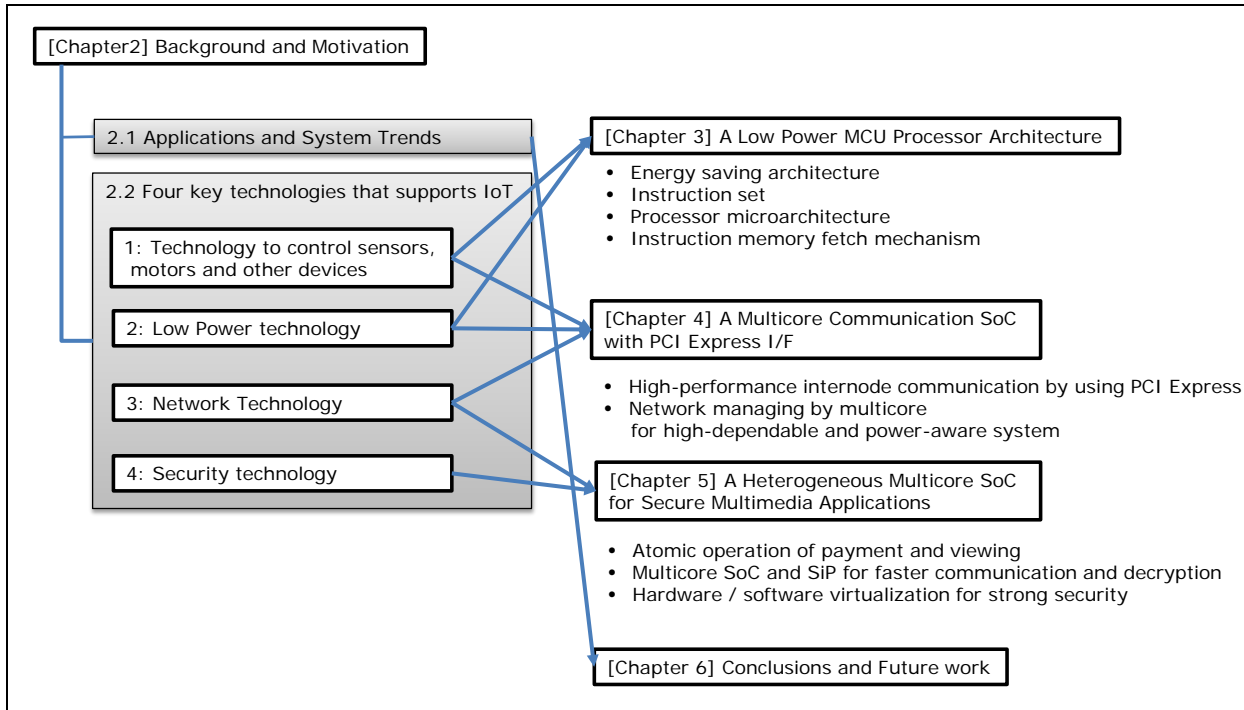 [Chapter2] Background and Motivation
2.1 Applications and System Trends
2.2 Four key technologies that supports IoT
1: Technology to control sensors,
motors and other devices
2: Low Power technology
3: Network Technology
4: Security technology
[Chapter 3] A Low Power MCU Processor Architecture
• Energy saving architecture
• Instruction set
• Processor microarchitecture
• Instruction memory fetch mechanism
[Chapter 4] A Multicore Communication SoC
with PCI Express I/F
• High-performance internode communication by using PCI Express
• Network managing by multicore
for high-dependable and power-aware system
[Chapter 5] A Heterogeneous Multicore SoC
for Secure Multimedia Applications
• Atomic operation of payment and viewing
• Multicore SoC and SiP for faster communication and decryption
• Hardware / software virtualization for strong security
[Chapter 6] Conclusions and Future work